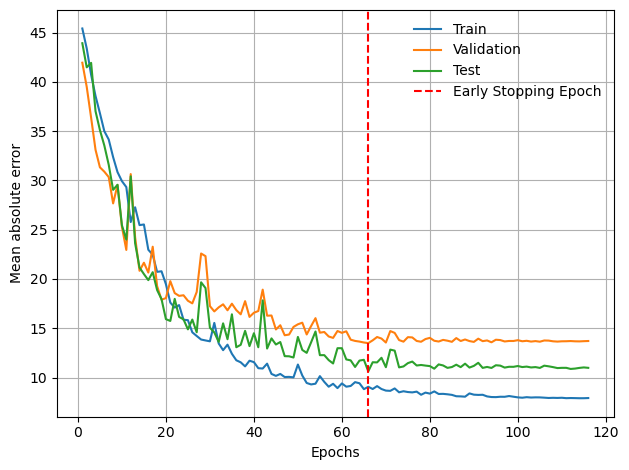 Train
Validation
Test
Early Stopping Epoch
45
40
35
30
25
20
15
10
Mean absolute error
0 20 40 60 80 100 120
Epochs